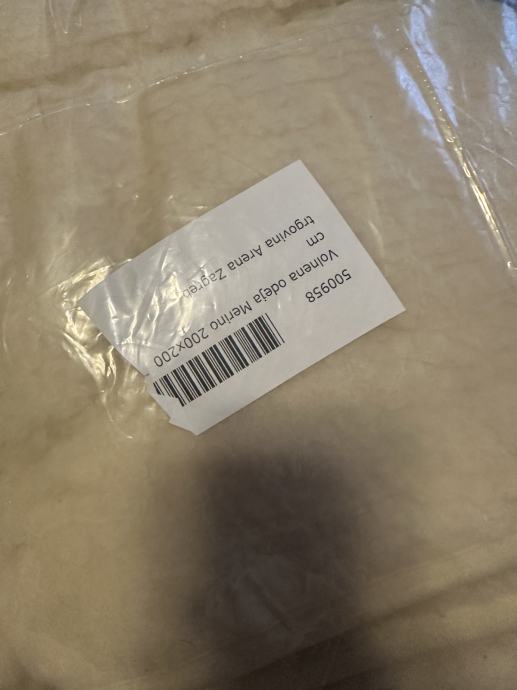 500958
Volnena odeja Merino 200x200
cm
trgovina Arena Zagreb